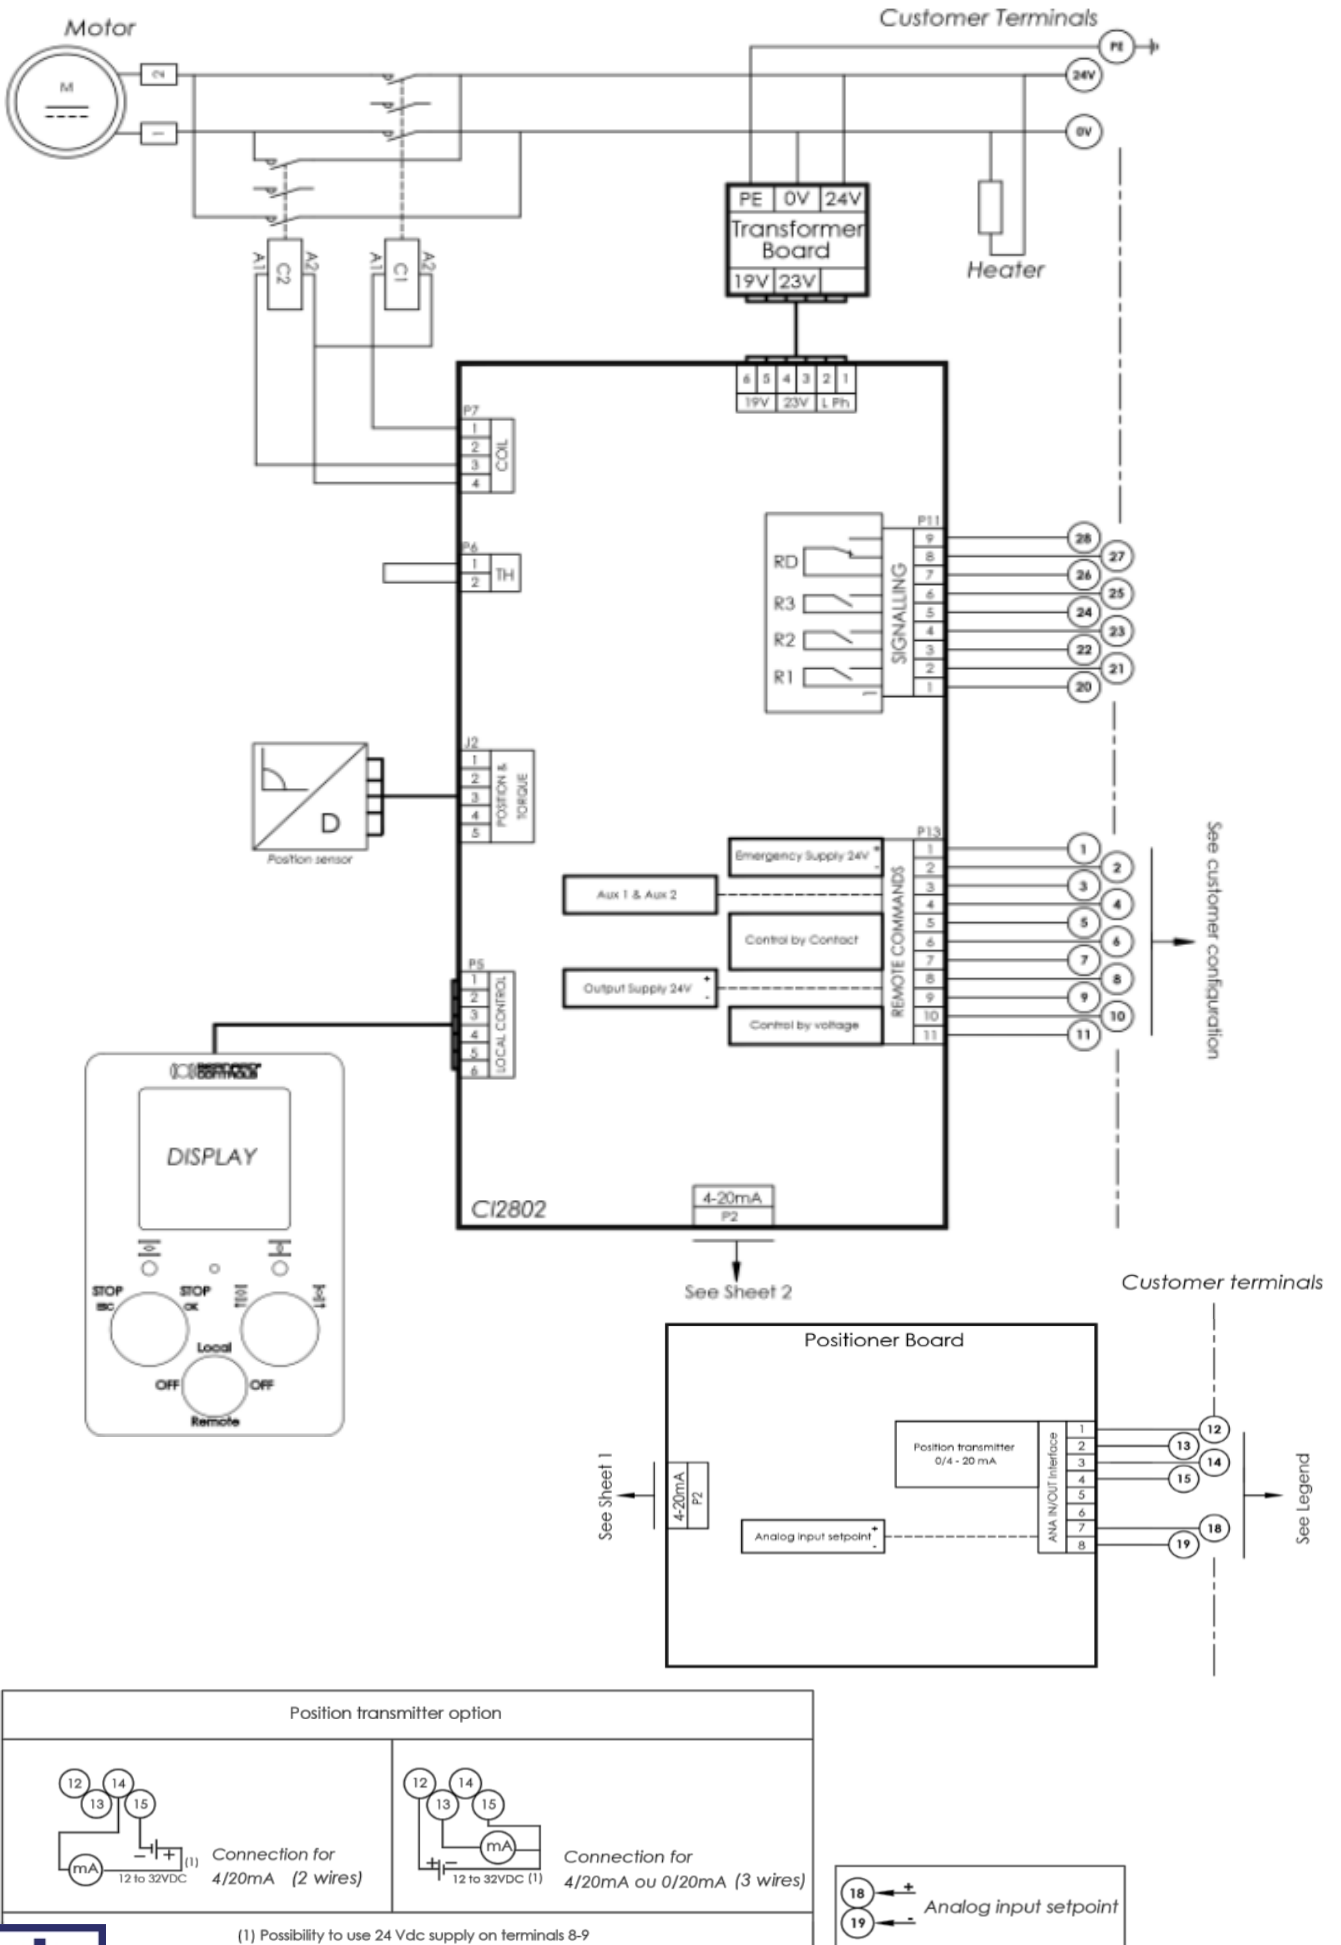 Motor
Customer Terminals
PE
24V
0V
M
2
1
PE 0V 24V
Transformer
Board
19V 23V
Heater
A1 C2 A2
A1 C1 A2
6 5 4 3 2 1
19V 23V L Ph
P7
1
2
3
4
COIL
P6
1
2
TH
P11
9
8
7
6
5
4
3
2
1
SIGNALLING
RD
R3
R2
R1
28
27
26
25
24
23
22
21
20
J2
1
2
3
4
5
POSITION &
TORQUE
D
Position sensor
P13
1
2
3
4
5
6
7
8
9
10
11
REMOTE COMMANDS
Emergency Supply 24V + -
Aux 1 & Aux 2
Control by Contact
Output Supply 24V + -
Control by voltage
1
2
3
4
5
6
7
8
9
10
11
See customer configuration
P5
1
2
3
4
5
6
LOCAL CONTROL
CONTROLS
DISPLAY
STOP
ESC
STOP
OK
Local
OFF OFF
Remote
CI2802
4-20mA
P2
See Sheet 2
Customer terminals
Positioner Board
Position transmitter
0/4 - 20 mA
Analog input setpoint + -
ANA IN/OUT Interface
1
2
3
4
5
6
7
8
12
13
14
15
18
19
See Legend
See Sheet 1
4-20mA
P2
Position transmitter option
12 14
13 15
- +
(1)
mA
12 to 32VDC
Connection for
4/20mA (2 wires)
12 14
13 15
mA
+ -
12 to 32VDC (1)
Connection for
4/20mA ou 0/20mA (3 wires)
(1) Possibility to use 24 Vdc supply on terminals 8-9
18 +
19 -
Analog input setpoint